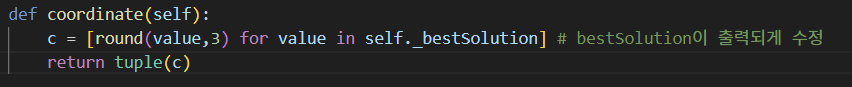 def coordinate(self):
    c = [round(value,3) for value in self._bestSolution] # bestSolution이 출력되게 수정
    return tuple(c)